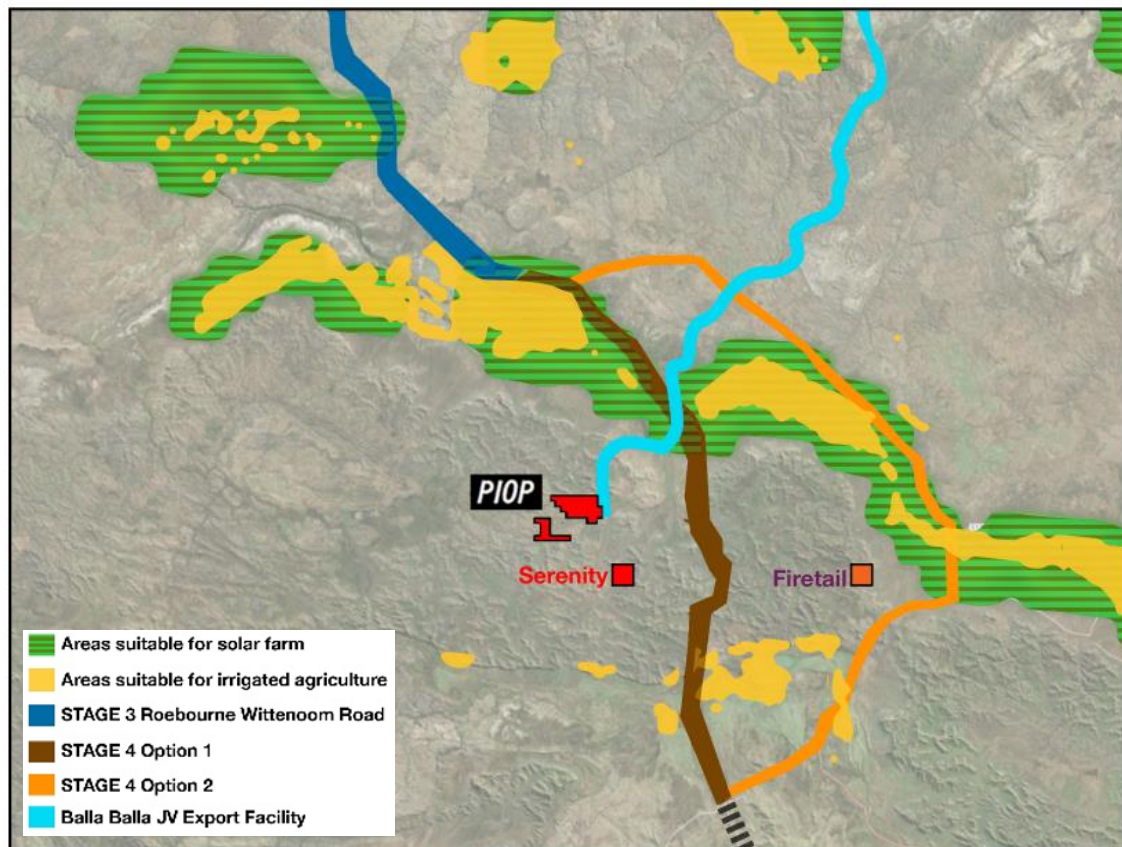 PIOP
Serenity
Firetail
Areas suitable for solar farm
Areas suitable for irrigated agriculture
STAGE 3 Roebourne Wittenoom Road
STAGE 4 Option 1
STAGE 4 Option 2
Balla Balla JV Export Facility